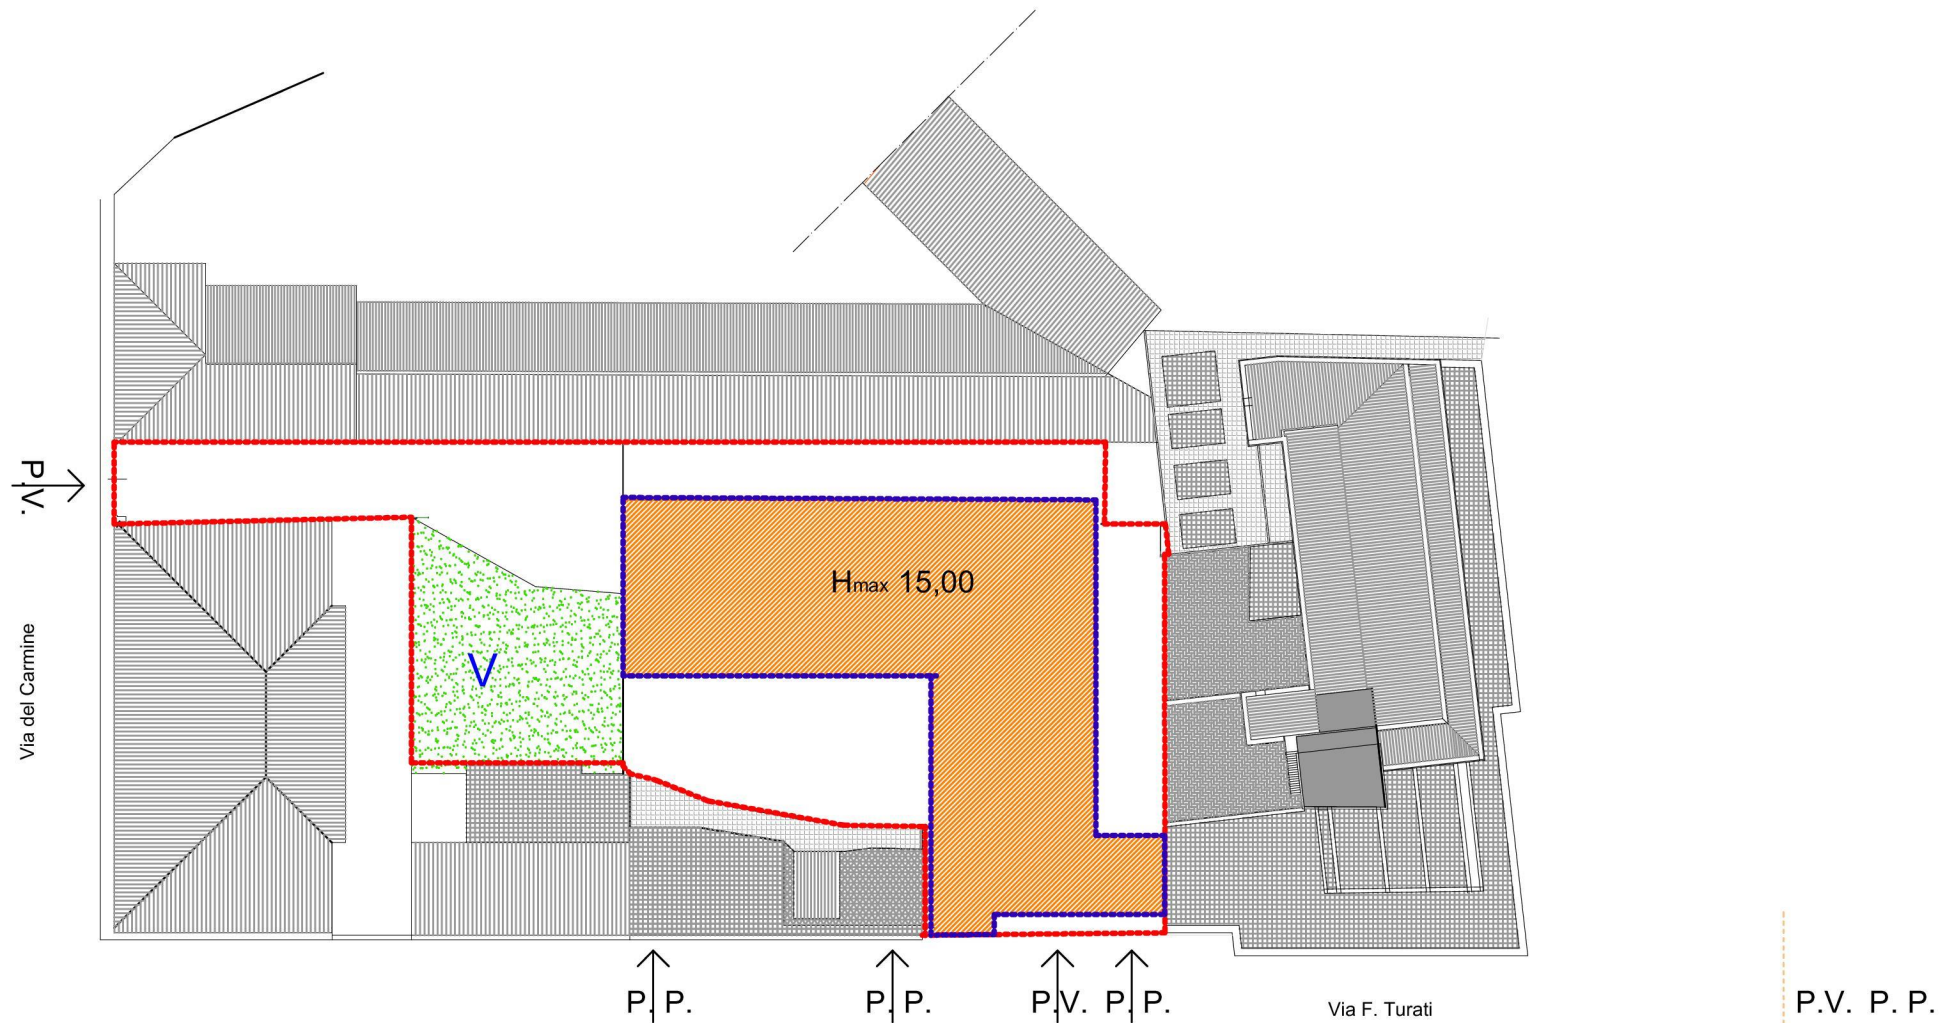 Hmax 15,00
P.V.
V
Via del Carmine
P. P.
P. P.
P.V.
P. P.
Via F. Turati
P.V. P. P.